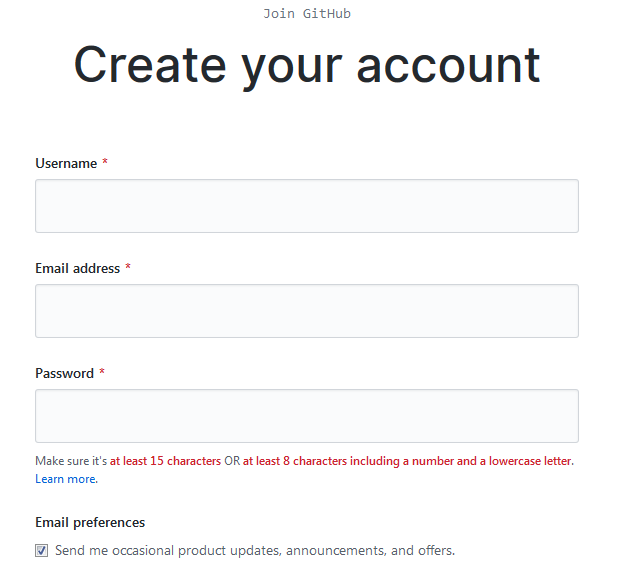 Join GitHub
Create your account
Username *
Email address *
Password *
Make sure it's at least 15 characters OR at least 8 characters including a number and a lowercase letter.
Learn more.
Email preferences
Send me occasional product updates, announcements, and offers.